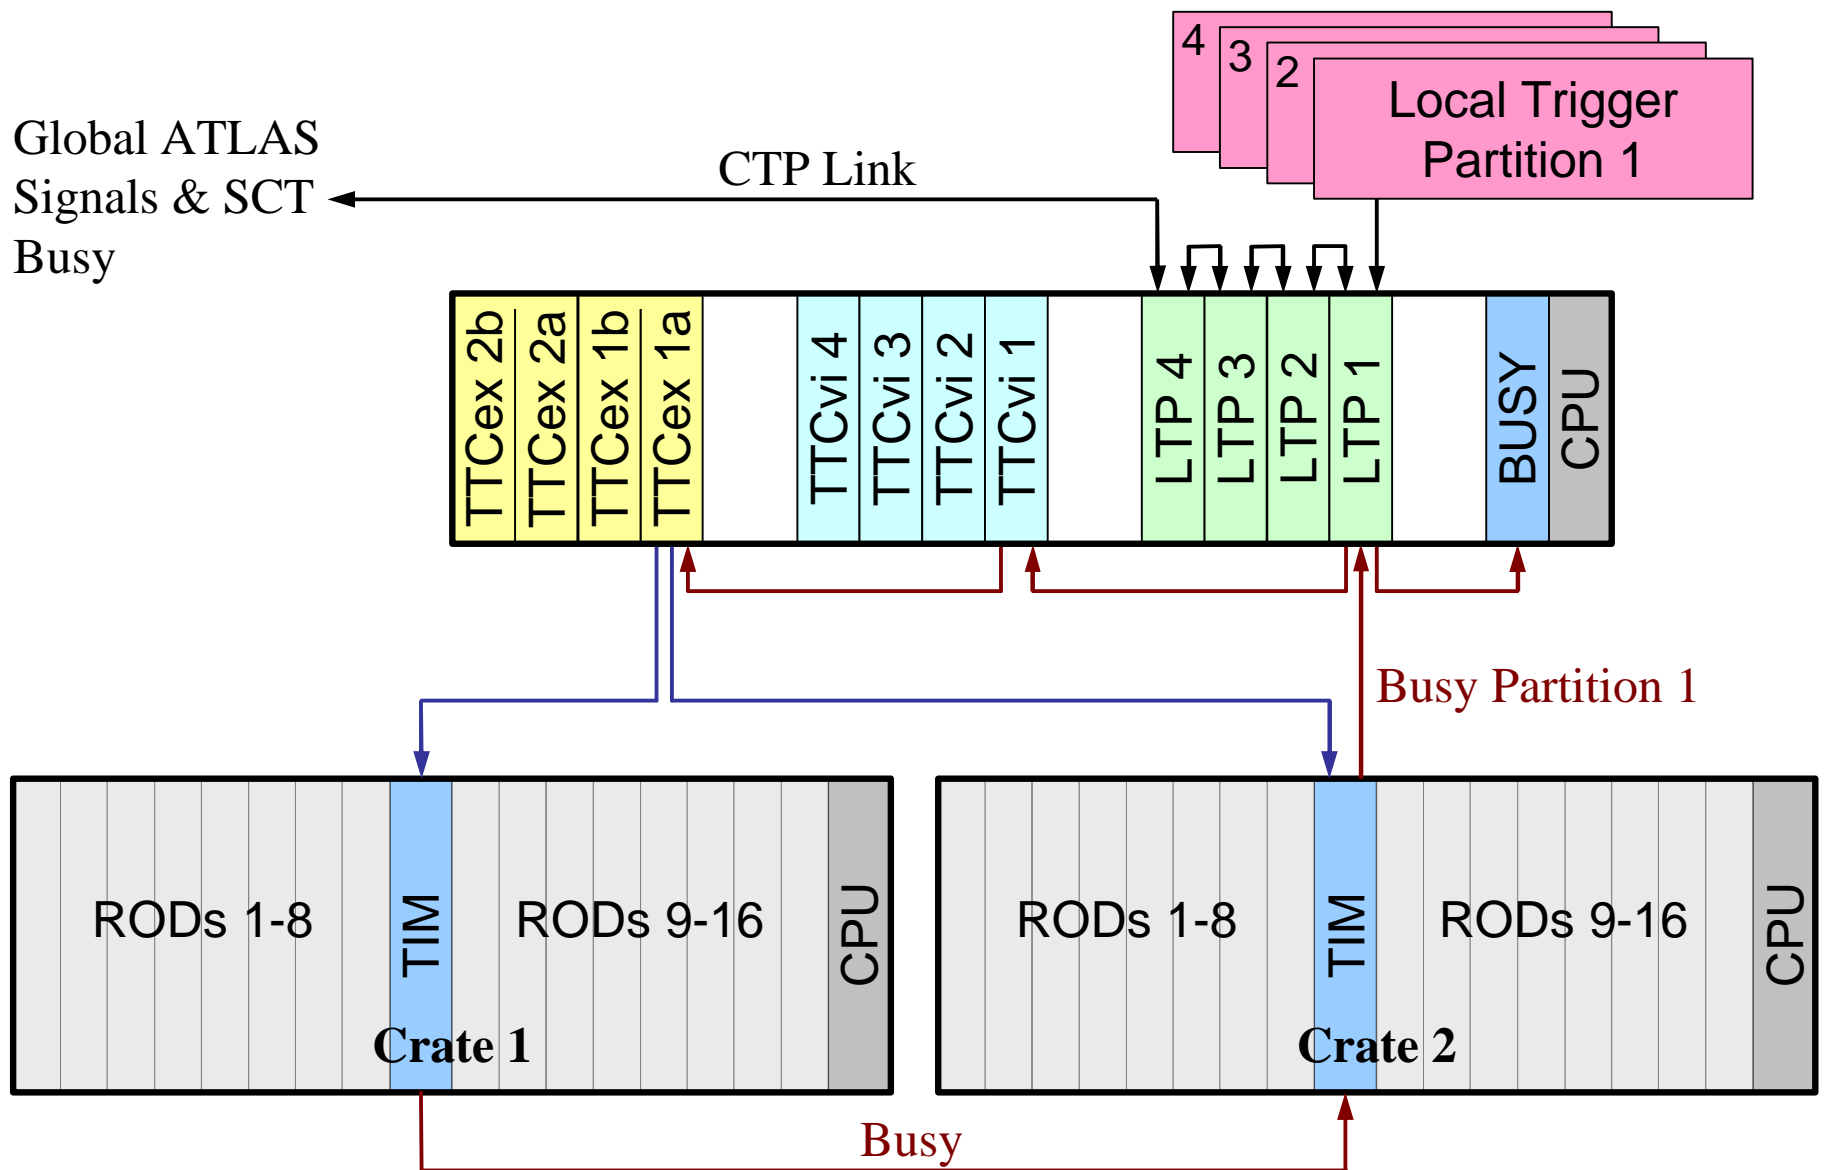 4
3
2
Local Trigger
Partition 1
Global ATLAS
Signals & SCT
Busy
CTP Link
TTCex 2b
TTCex 2a
TTCex 1b
TTCex 1a
TTCvi 4
TTCvi 3
TTCvi 2
TTCvi 1
LTP 4
LTP 3
LTP 2
LTP 1
BUSY
CPU
Busy Partition 1
RODs 1-8
TIM
RODs 9-16
CPU
Crate 1
RODs 1-8
TIM
RODs 9-16
CPU
Crate 2
Busy